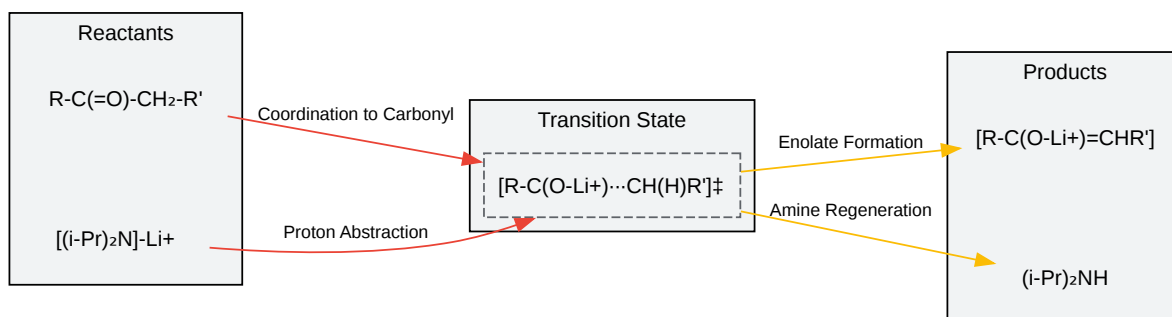 Reactants
R-C(=O)-CH₂-R'
[(i-Pr)₂N]-Li+
Coordination to Carbonyl
Proton Abstraction
Transition State
[R-C(O-Li+)···CH(H)R']‡
Enolate Formation
Amine Regeneration
Products
[R-C(O-Li+)=CHR']
(i-Pr)₂NH